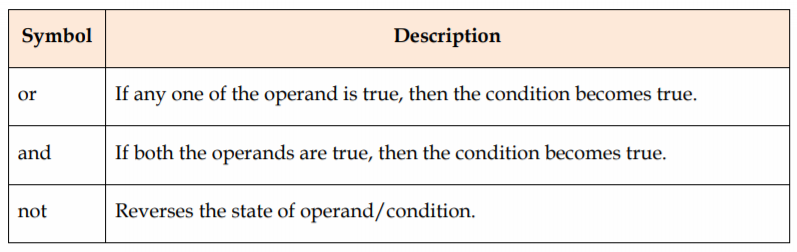 Symbol Description
or If any one of the operand is true, then the condition becomes true.
and If both the operands are true, then the condition becomes true.
not Reverses the state of operand/condition.